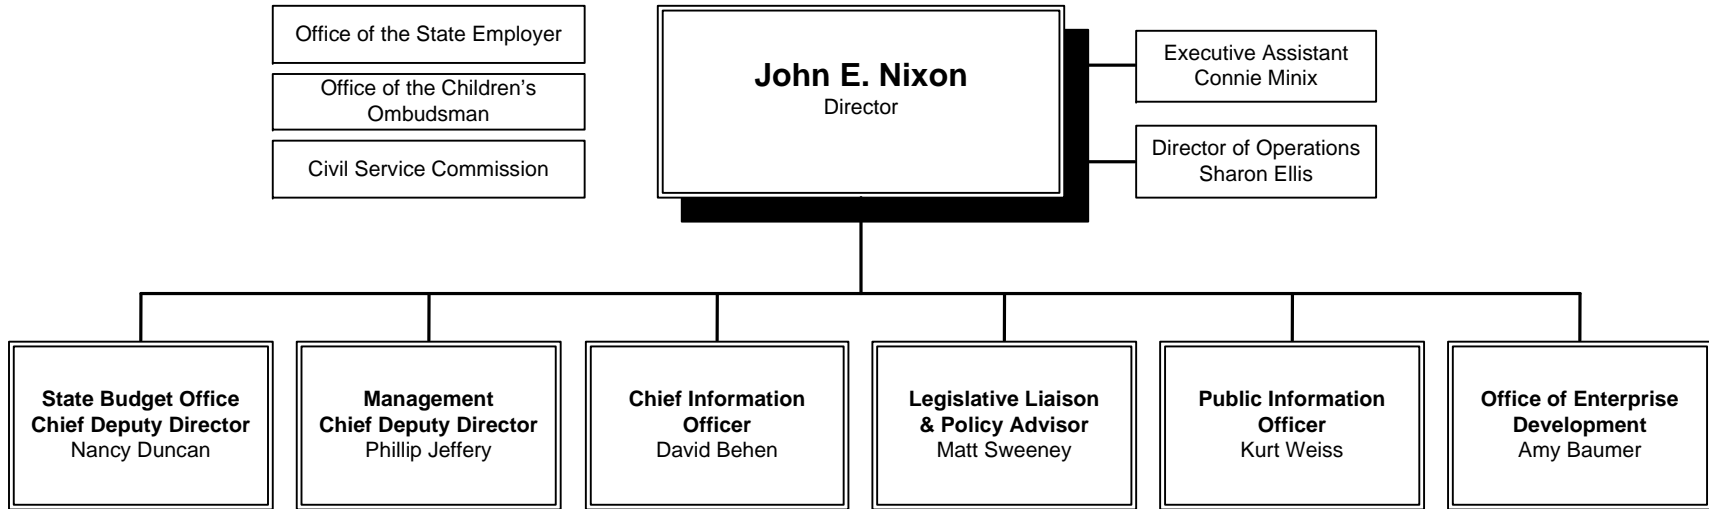 Office of the State Employer
Office of the Children's
Ombudsman
Civil Service Commission
John E. Nixon
Director
Executive Assistant
Connie Minix
Director of Operations
Sharon Ellis
State Budget Office
Chief Deputy Director
Nancy Duncan
Management
Chief Deputy Director
Phillip Jeffery
Chief Information
Officer
David Behen
Legislative Liaison
& Policy Advisor
Matt Sweeney
Public Information
Officer
Kurt Weiss
Office of Enterprise
Development
Amy Baumer